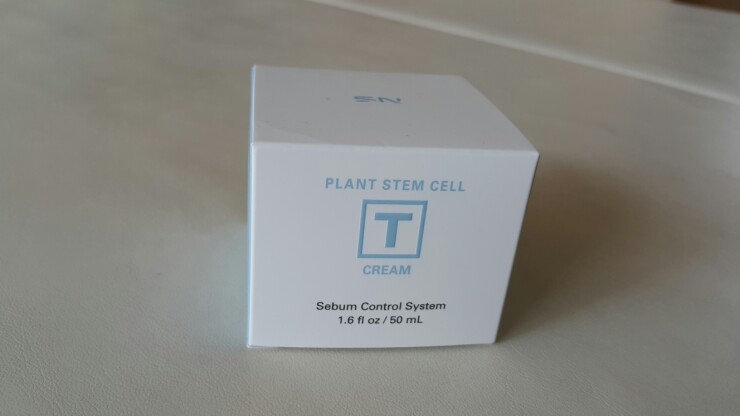 PLANT STEM CELL
T
CREAM
Sebum Control System
1.6 fl oz / 50 mL